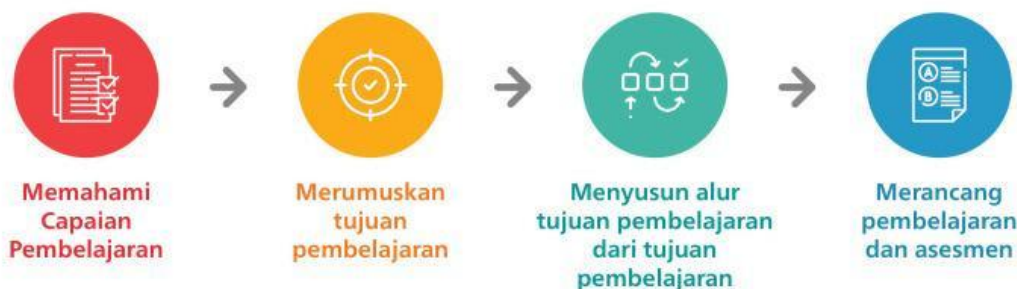 Memahami
Capaian
Pembelajaran
Merumuskan
tujuan
pembelajaran
Menyusun alur
tujuan pembelajaran
dari tujuan
pembelajaran
A
B
Merancang
pembelajaran
dan asesmen